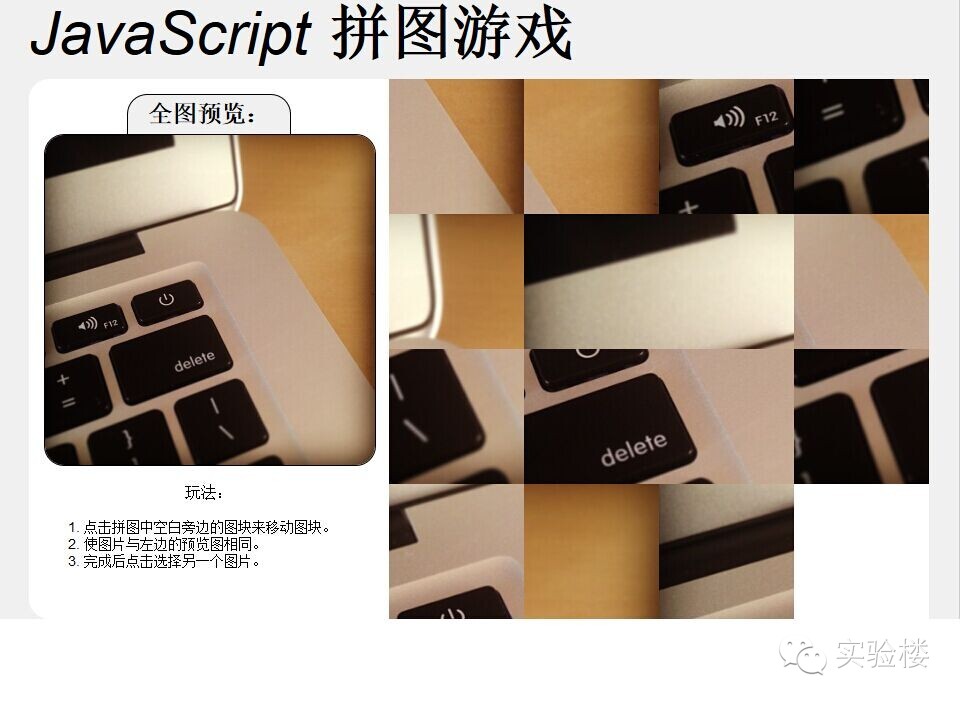 JavaScript 拼图游戏
全图预览：
F12
delete
+
=
}
|
\
玩法：
1. 点击拼图中空白旁边的图块来移动图块。
2. 使图片与左边的预览图相同。
3. 完成后点击选择另一个图片。
F12
=
+
|
\
delete
}
实验楼